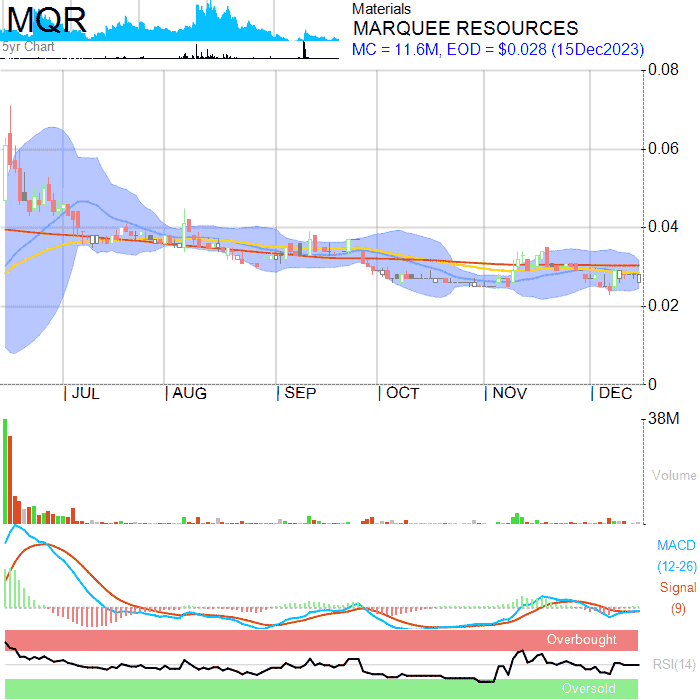 MQR
5yr Chart
Materials
MARQUEE RESOURCES
MC = 11.6M, EOD = $0.028 (15Dec2023)
0.08
0.06
0.04
0.02
0
JUL AUG SEP OCT NOV DEC
38M
Volume
MACD
(12-26)
Signal
(9)
Overbought
RSI(14)
Oversold